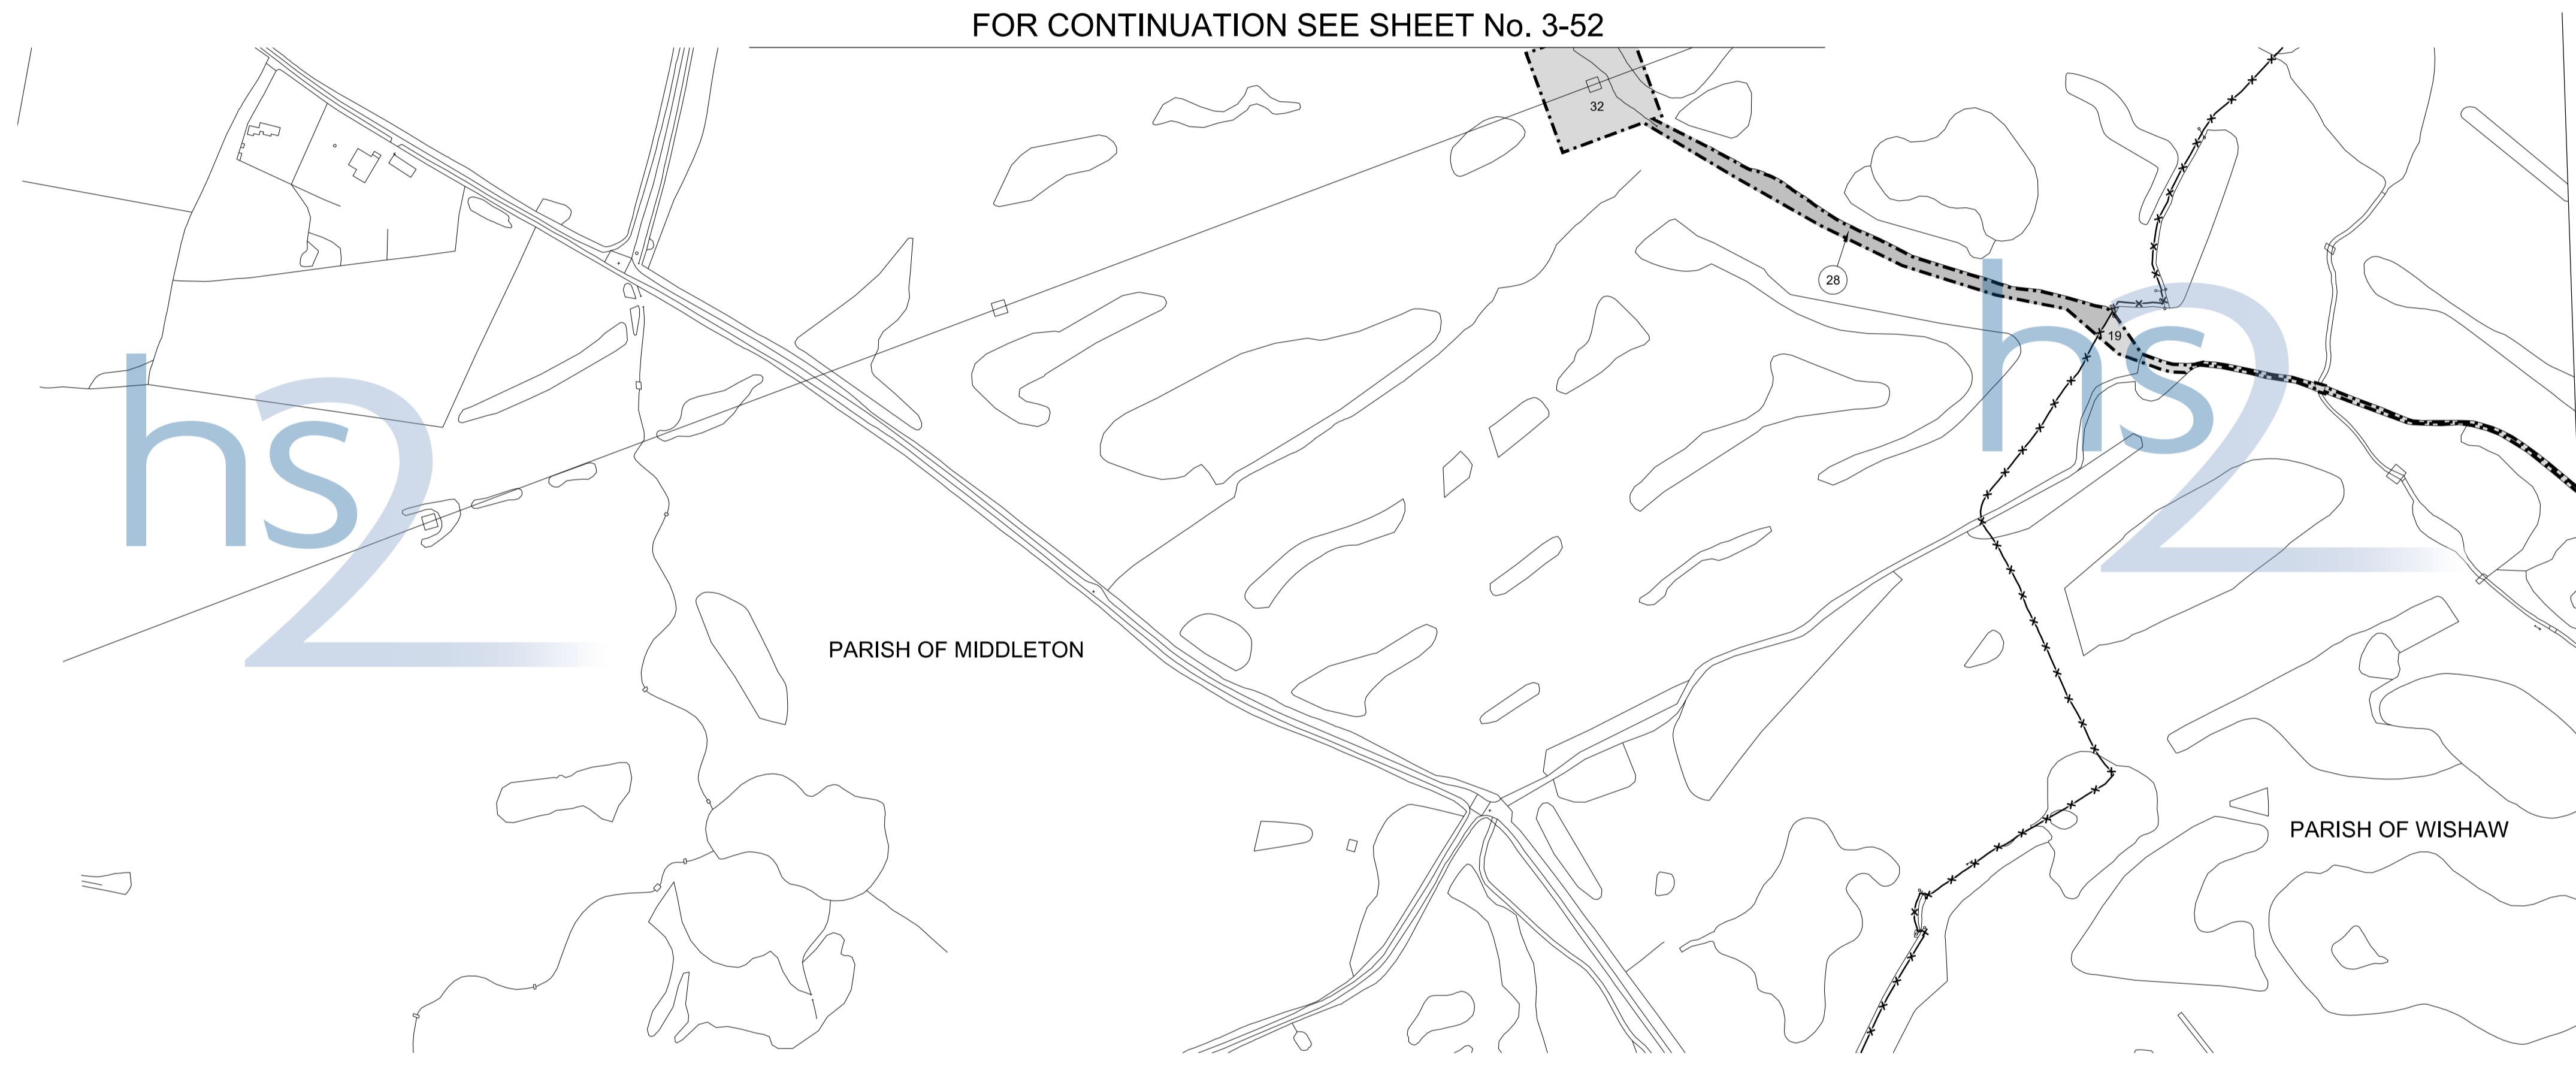 FOR CONTINUATION SEE SHEET No. 3-52
32
28
19
hs2
hs2
PARISH OF MIDDLETON
PARISH OF WISHAW